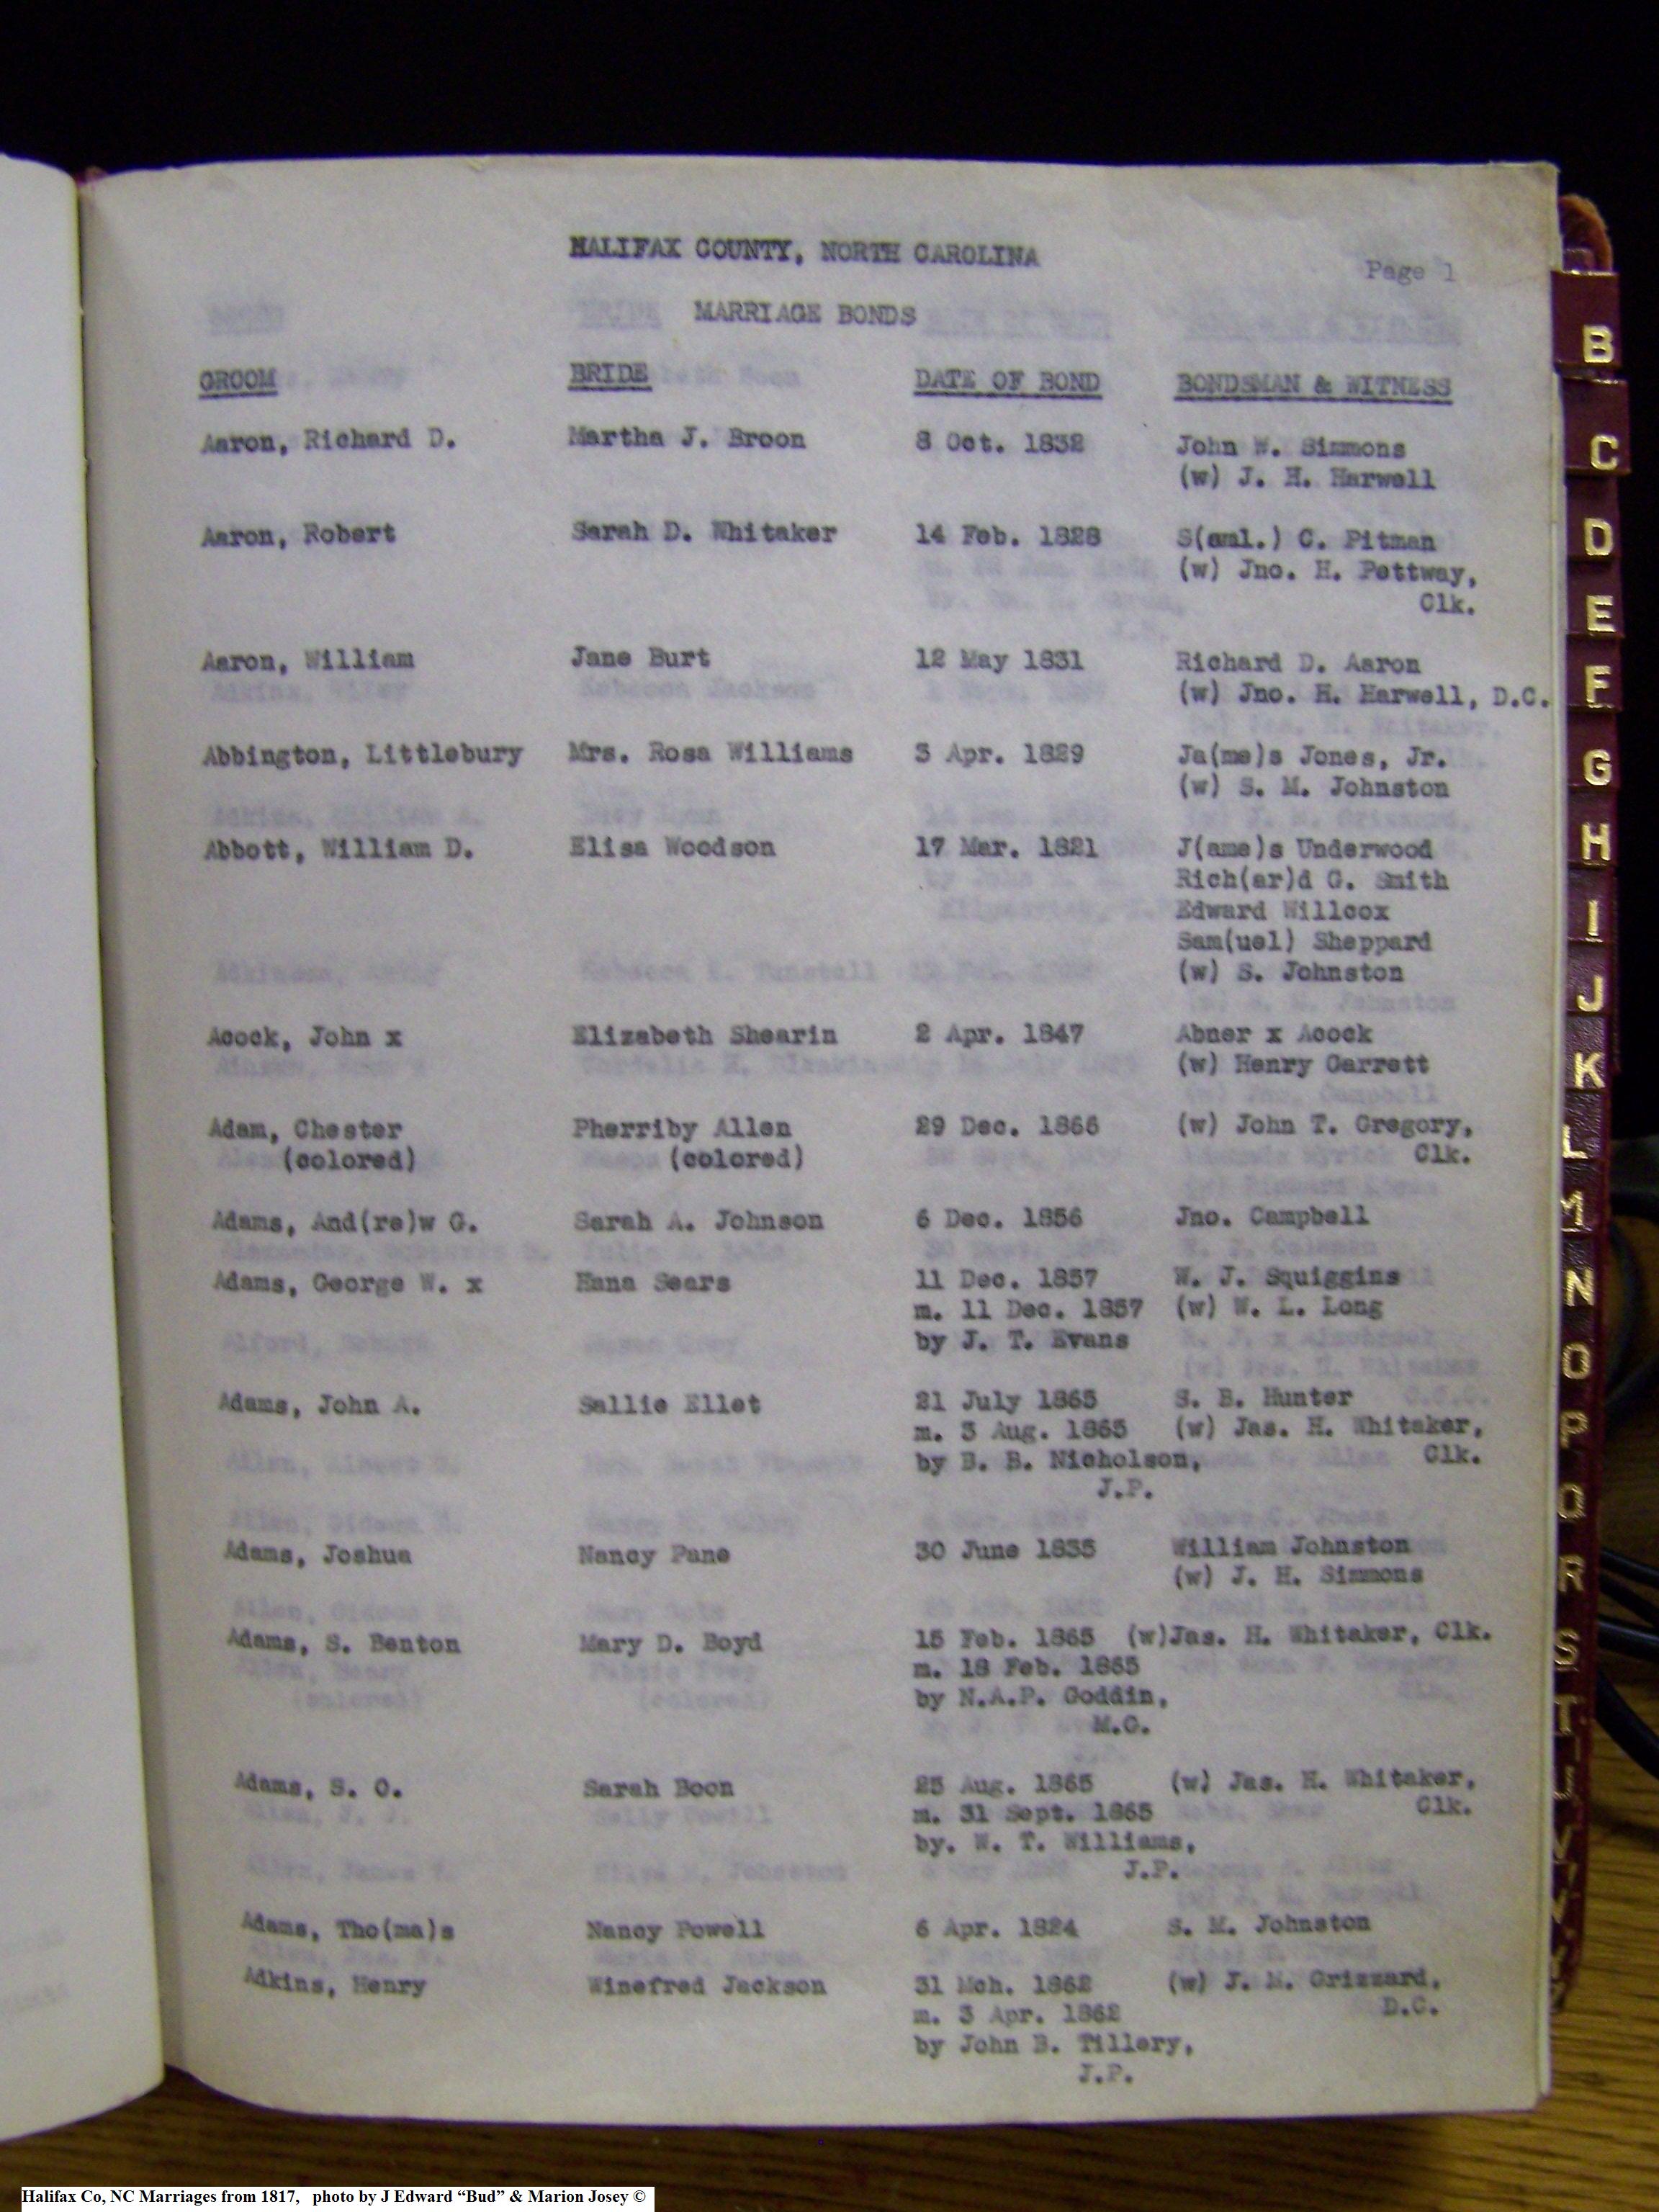 HALIFAX COUNTY, NORTH CAROLINA
Page 1
MARRIAGE BONDS
GROOM BRIDE DATE OF BOND BONDSMAN & WITNESS
Aaron, Richard D. Martha J. Broon 8 Oct. 1832 John W. Simmons
(w) J. H. Harwell
Aaron, Robert Sarah D. Whitaker 14 Feb. 1828 S(aml.) C. Pitman
(w) Jno. H. Pettway,
Clk.
Aaron, William Jane Burt 12 May 1831 Richard D. Aaron
(w) Jno. H. Harwell, D.C.
Abbington, Littlebury Mrs. Rosa Williams 3 Apr. 1829 Ja(me)s Jones, Jr.
(w) S. M. Johnston
Abbott, William D. Elisa Woodson 17 Mar. 1821 J(ame)s Underwood
Rich(ar)d G. Smith
Edward Willcox
Sam(uel) Sheppard
(w) S. Johnston
Acock, John x Elizabeth Shearin 2 Apr. 1847 Abner x Acock
(w) Henry Garrett
Adam, Chester Pherriby Allen 29 Dec. 1866 (w) John T. Gregory,
(colored) (colored) Clk.
Adams, And(re)w G. Sarah A. Johnson 6 Dec. 1856 Jno. Campbell
Adams, George W. x Hana Sears 11 Dec. 1857 W. J. Squiggins
m. 11 Dec. 1857 (w) W. L. Long
by J. T. Evans
Adams, John A. Sallie Ellet 21 July 1865 S. B. Hunter
m. 3 Aug. 1865 (w) Jas. H. Whitaker,
by B. B. Nicholson, Clk.
J.P.
Adams, Joshua Nancy Pane 30 June 1835 William Johnston
(w) J. H. Simmons
Adams, S. Benton Mary D. Boyd 15 Feb. 1865 (w)Jas. H. Whitaker, Clk.
m. 18 Feb. 1865
by N.A.P. Goddin,
M.G.
Adams, S. O. Sarah Boon 25 Aug. 1865 (w) Jas. H. Whitaker,
m. 31 Sept. 1865 Clk.
by. W. T. Williams,
J.P.
Adams, Tho(ma)s Nancy Powell 6 Apr. 1824 S. M. Johnston
Adkins, Henry Winefred Jackson 31 Mch. 1862 (w) J. M. Grizzard,
m. 3 Apr. 1862 D.C.
by John B. Tillery,
J.P.
B
C
D
E
F
G
H
I
J
K
L
M
N
O
P
Q
R
S
T
U
V
W
Halifax Co, NC Marriages from 1817, photo by J Edward “Bud” & Marion Josey ©